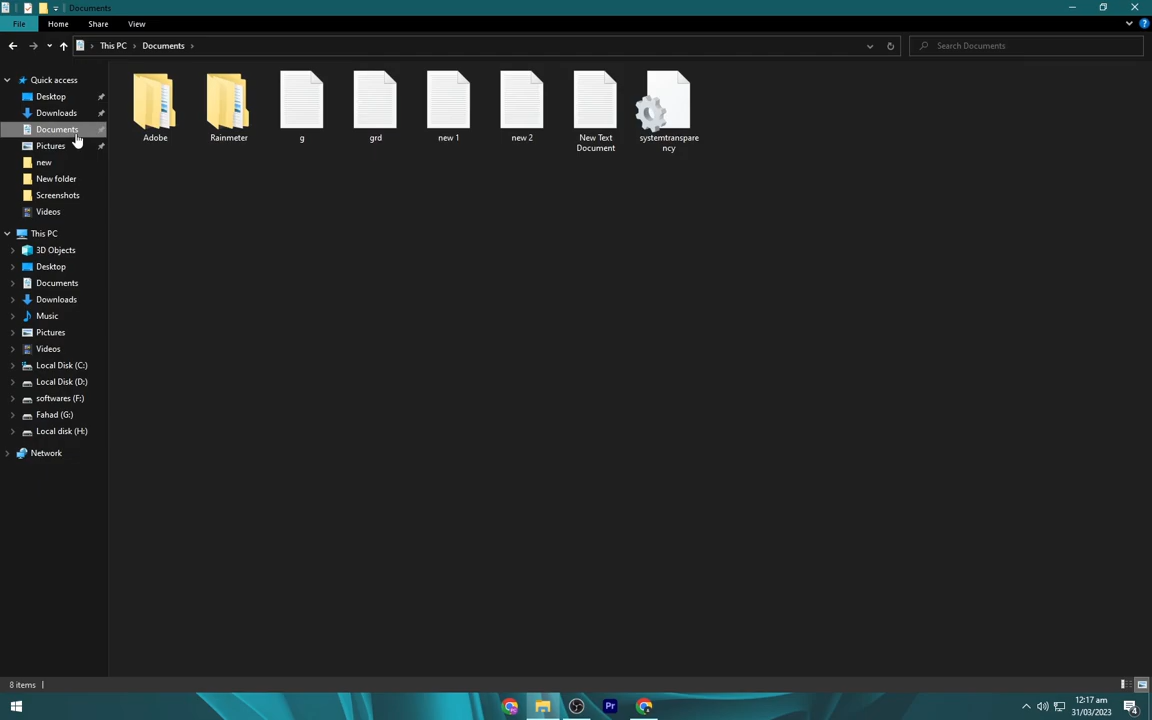 Documents
File Home Share View
This PC Documents
Search Documents
Quick access
Desktop
Downloads
Documents
Pictures
new
New folder
Screenshots
Videos
This PC
3D Objects
Desktop
Documents
Downloads
Music
Pictures
Videos
Local Disk (C:)
Local Disk (D:)
softwares (F:)
Fahad (G:)
Local disk (H:)
Network
Adobe
Rainmeter
g
grd
new 1
new 2
New Text
Document
systemtranspare
ncy
8 items
Pr
12:17 am
31/03/2023
4